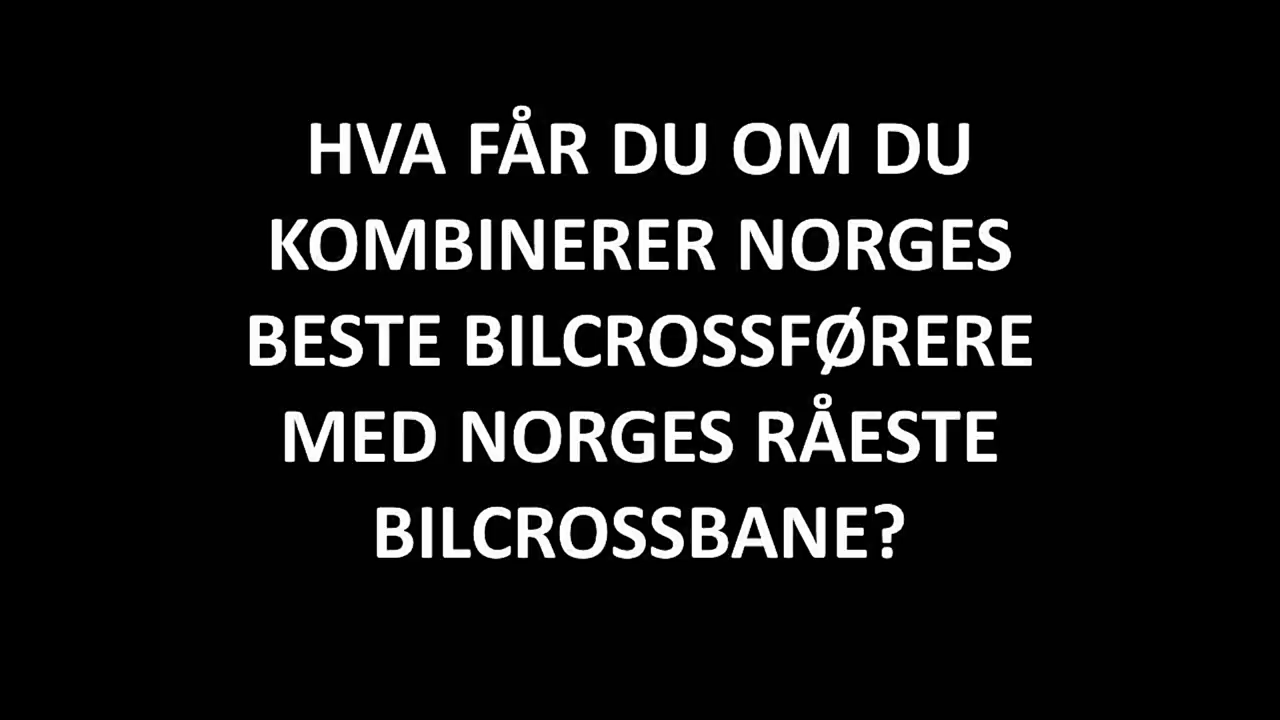 HVA FÅR DU OM DU
KOMBINERER NORGES
BESTE BILCROSSFØRERE
MED NORGES RÅESTE
BILCROSSBANE?